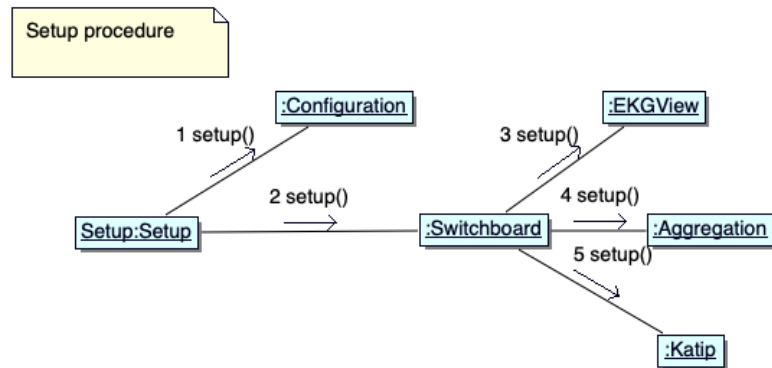 Setup procedure
:Configuration
:EKGView
1 setup()
3 setup()
2 setup()
4 setup()
Setup:Setup
:Switchboard
:Aggregation
5 setup()
:Katip